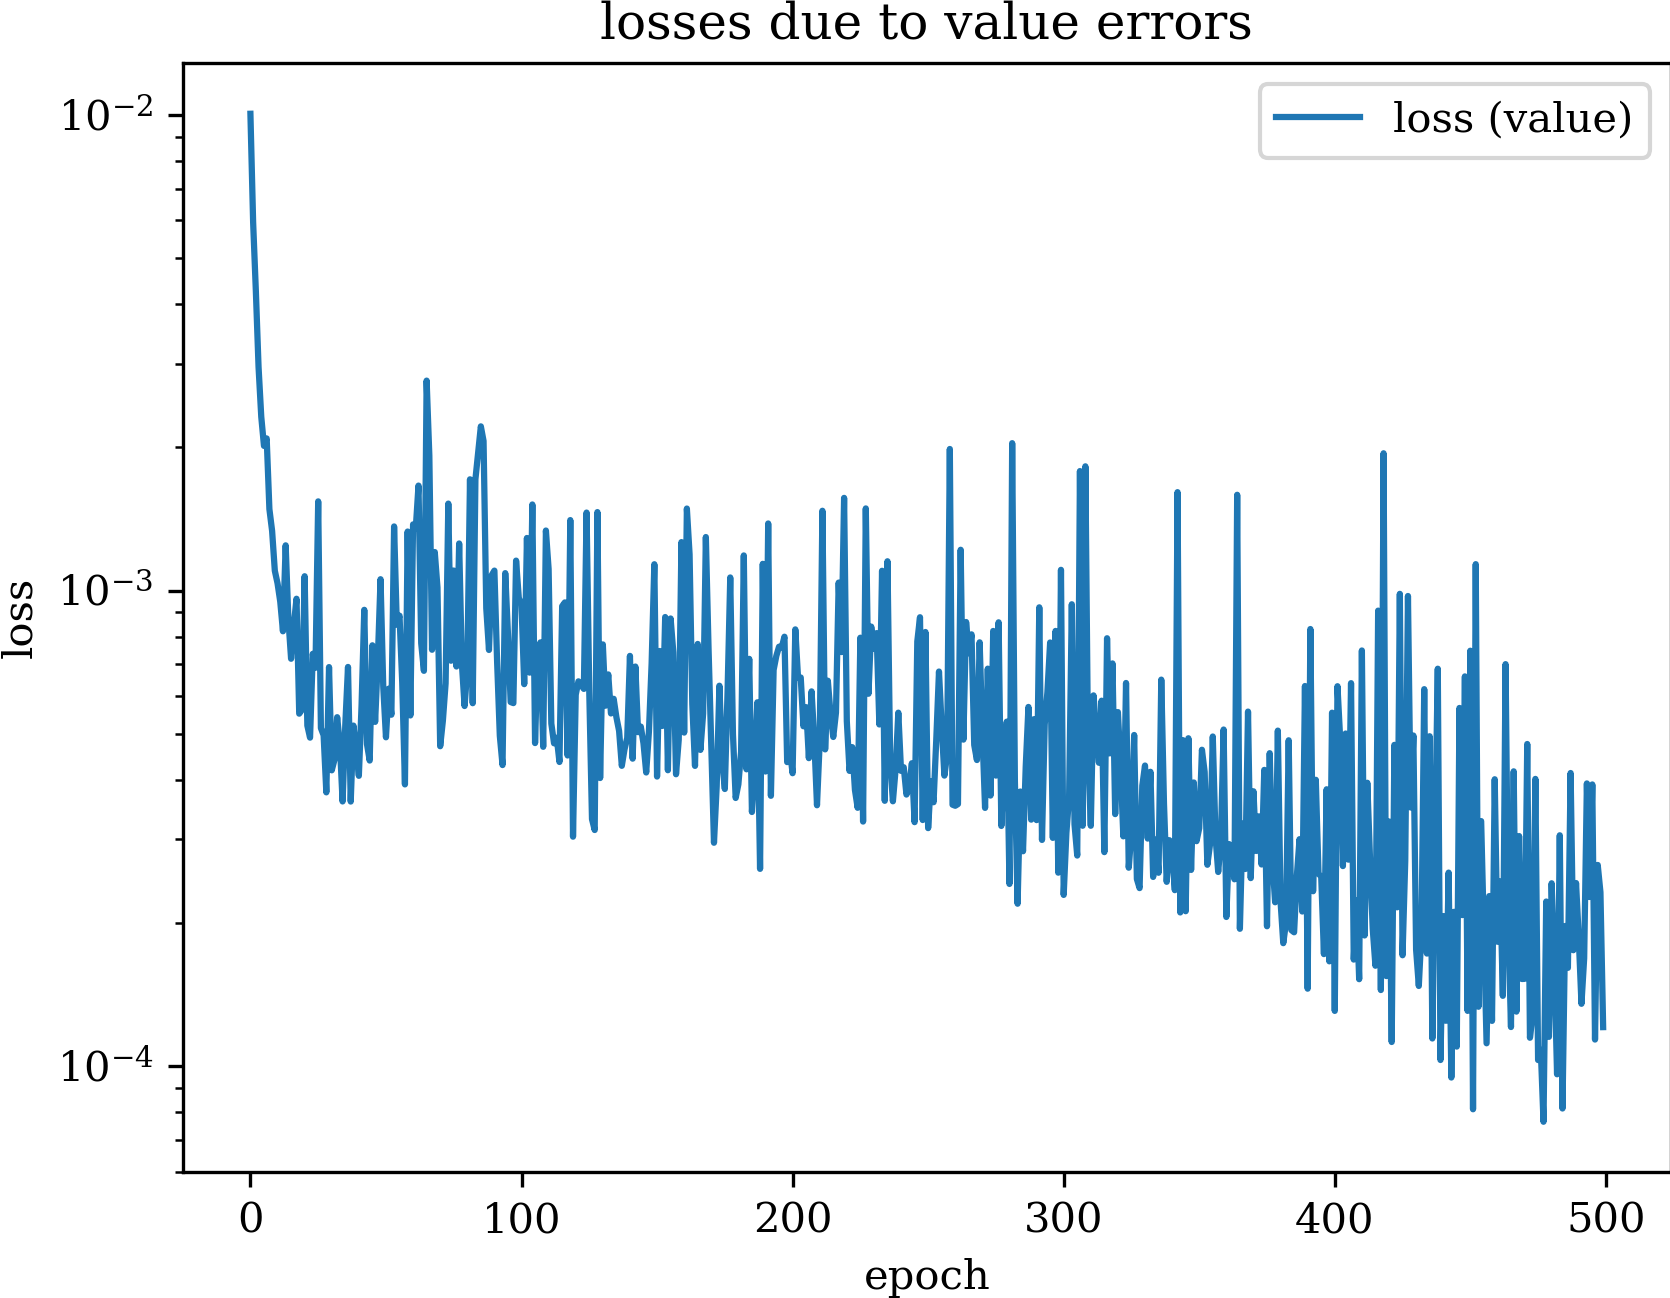 losses due to value errors
loss (value)
10⁻²
10⁻³
10⁻⁴
loss
0 100 200 300 400 500
epoch